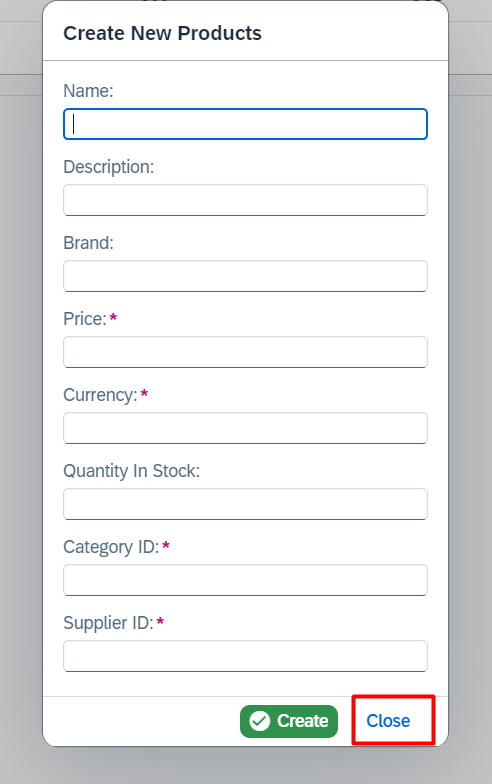 Create New Products
Name:
Description:
Brand:
Price:*
Currency:*
Quantity In Stock:
Category ID:*
Supplier ID:*
Create Close